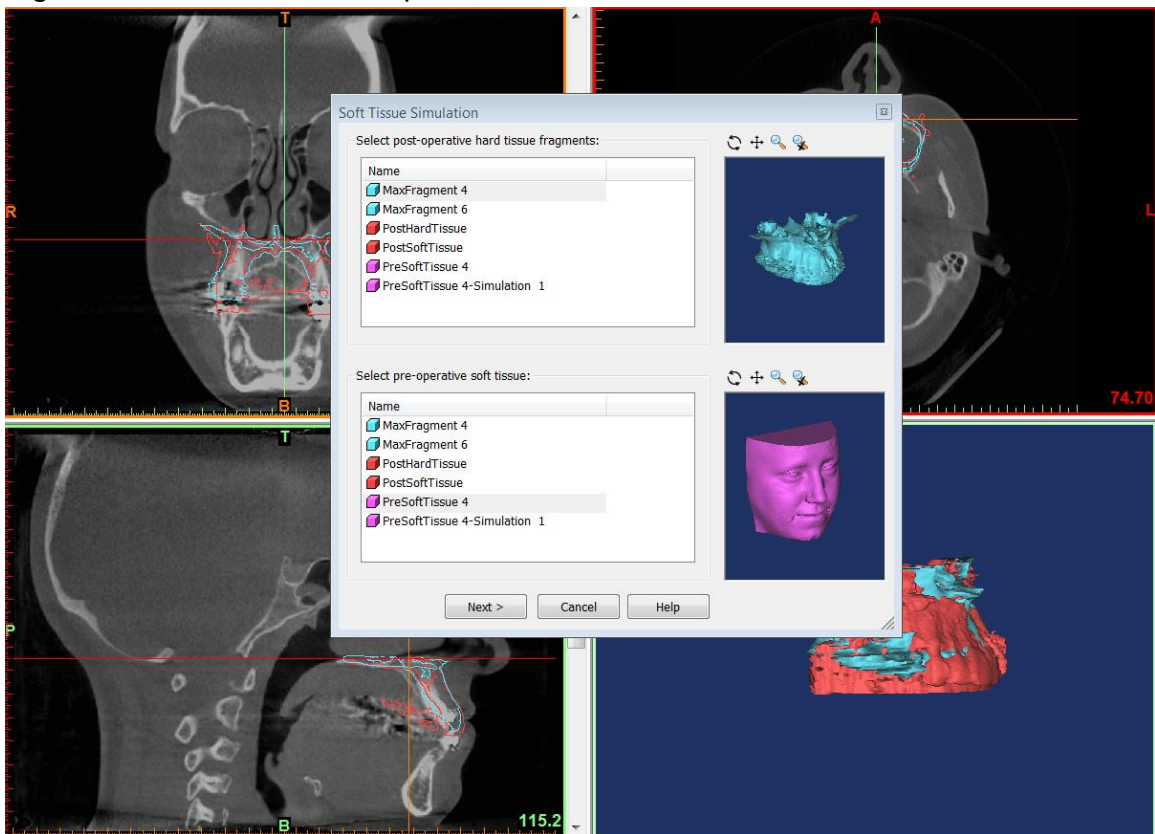 T
A
Soft Tissue Simulation
Select post-operative hard tissue fragments:
Name
MaxFragment 4
MaxFragment 6
PostHardTissue
PostSoftTissue
PreSoftTissue 4
PreSoftTissue 4-Simulation 1
R
L
Select pre-operative soft tissue:
Name
MaxFragment 4
MaxFragment 6
PostHardTissue
PostSoftTissue
PreSoftTissue 4
PreSoftTissue 4-Simulation 1
B
74.70
T
Next >
Cancel
Help
P
115.2
B